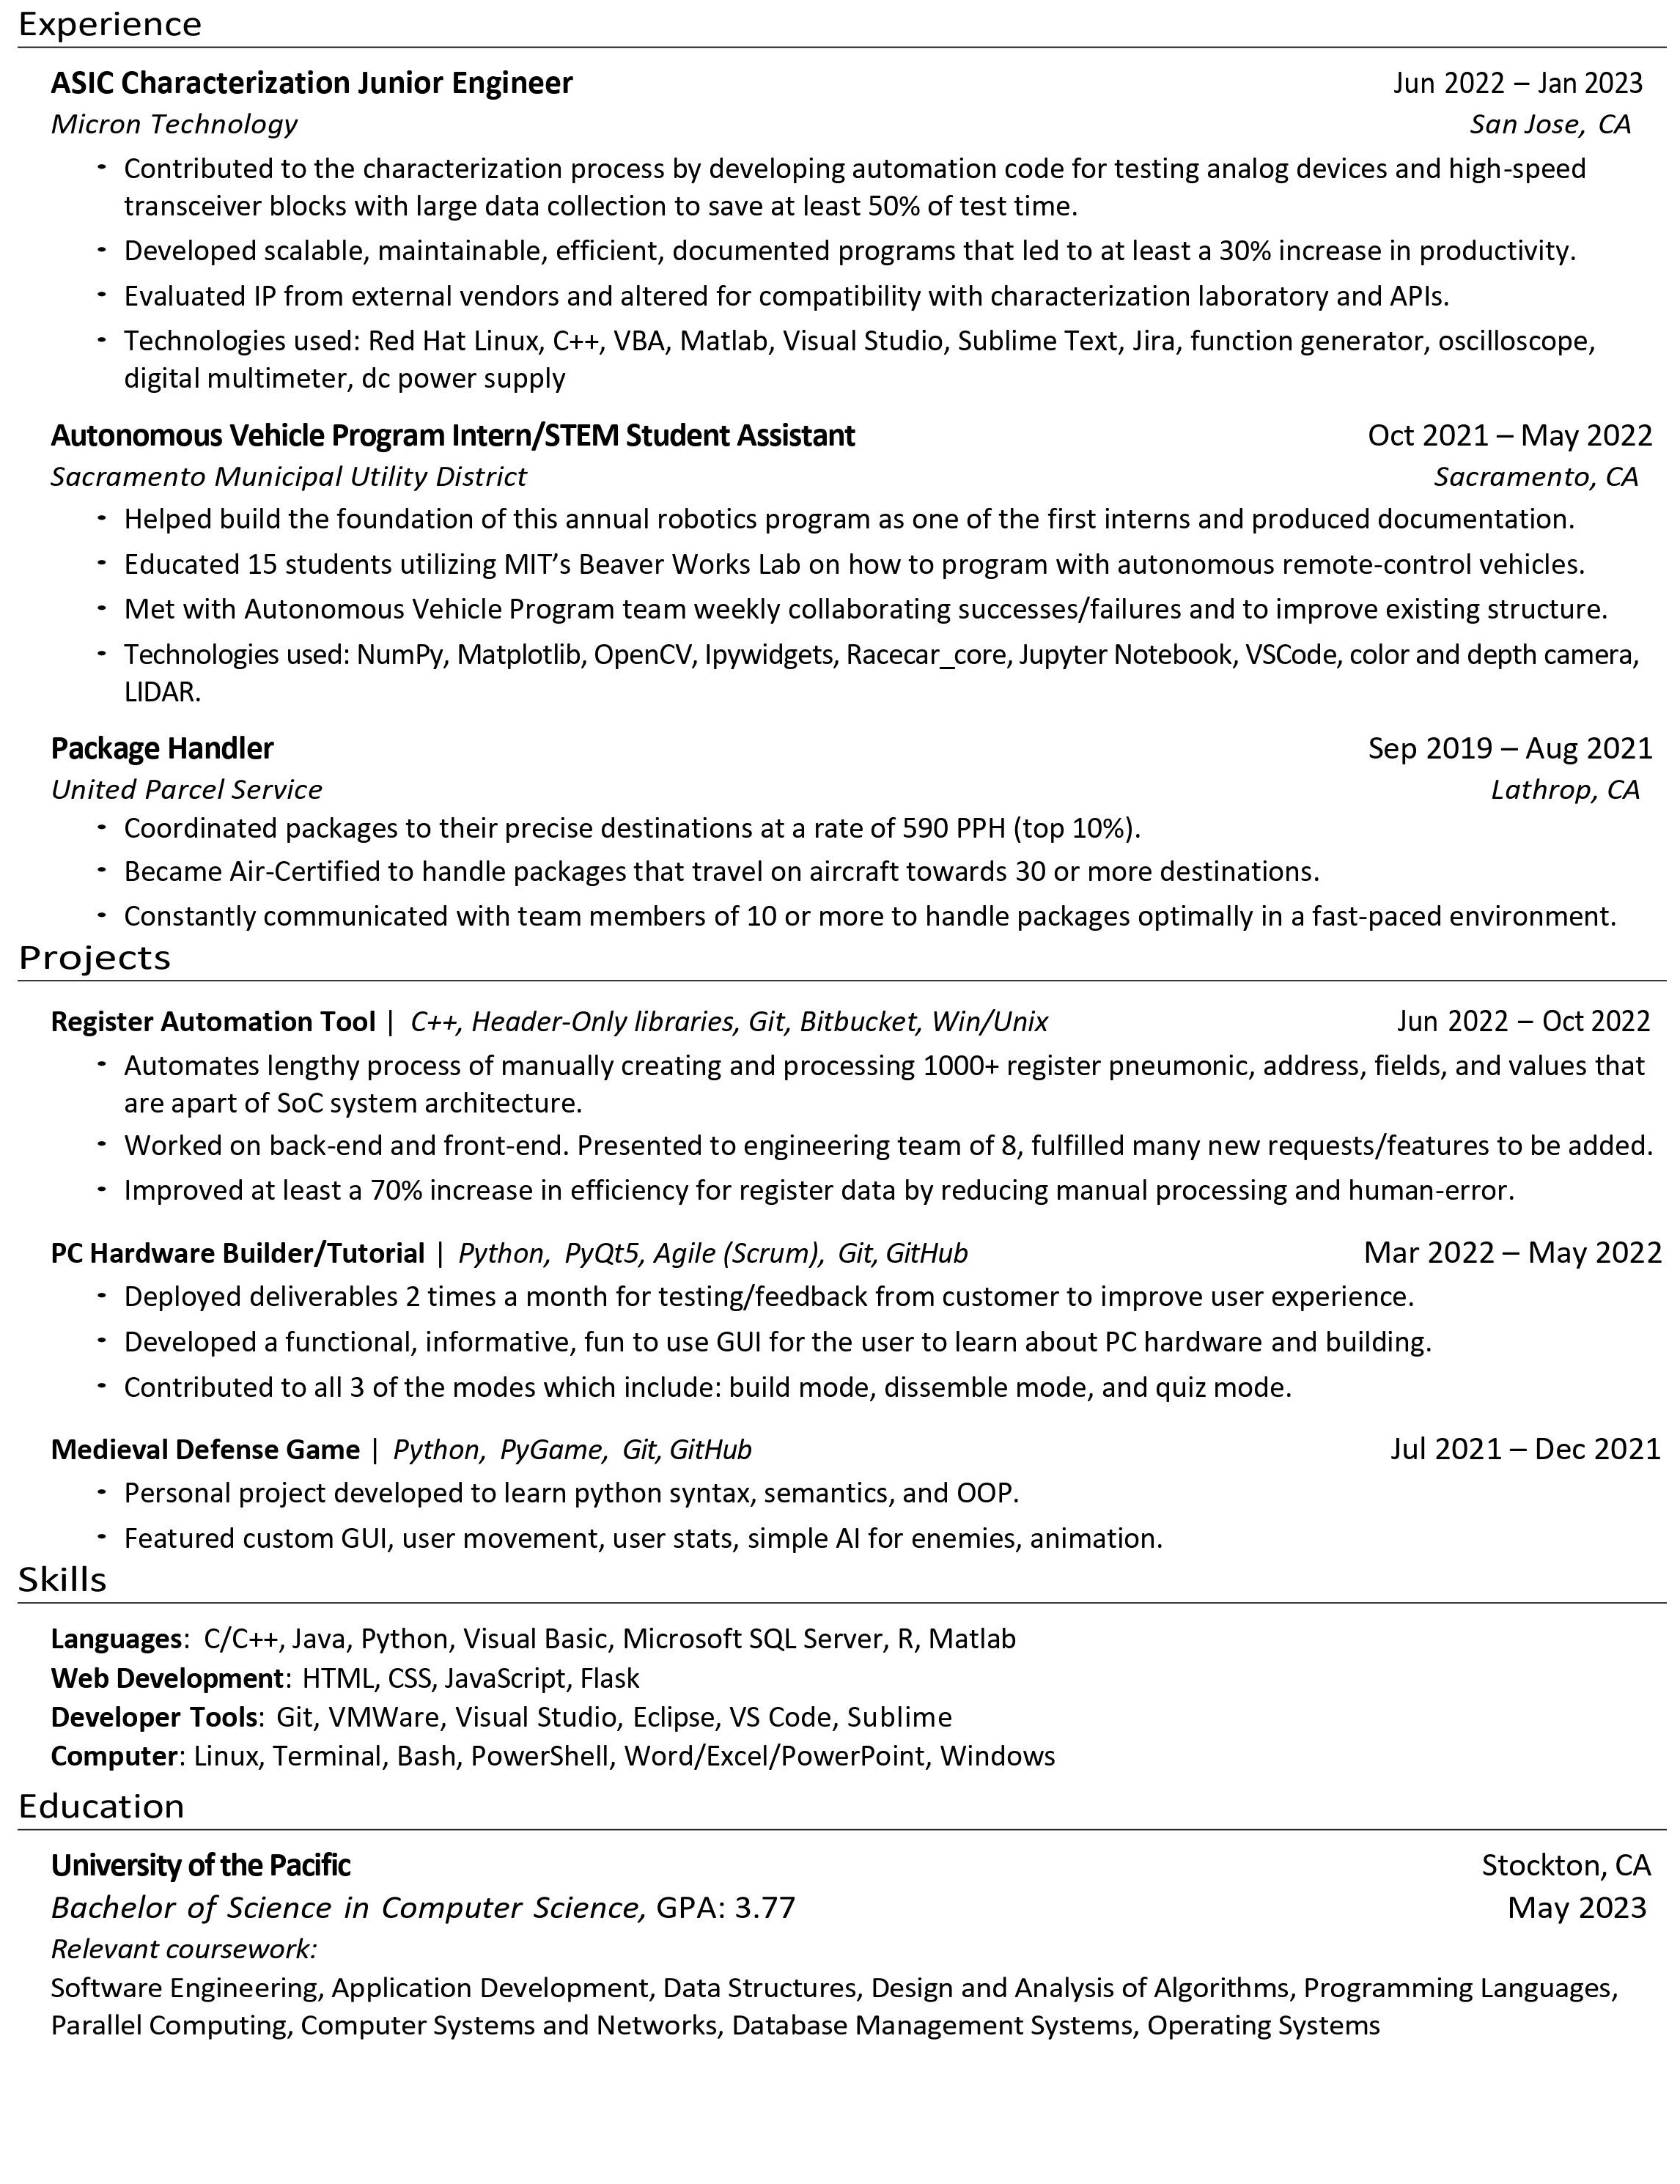 Experience
ASIC Characterization Junior Engineer Jun 2022 – Jan 2023
Micron Technology San Jose, CA
- Contributed to the characterization process by developing automation code for testing analog devices and high-speed
transceiver blocks with large data collection to save at least 50% of test time.
- Developed scalable, maintainable, efficient, documented programs that led to at least a 30% increase in productivity.
- Evaluated IP from external vendors and altered for compatibility with characterization laboratory and APIs.
- Technologies used: Red Hat Linux, C++, VBA, Matlab, Visual Studio, Sublime Text, Jira, function generator, oscilloscope,
digital multimeter, dc power supply
Autonomous Vehicle Program Intern/STEM Student Assistant Oct 2021 – May 2022
Sacramento Municipal Utility District Sacramento, CA
- Helped build the foundation of this annual robotics program as one of the first interns and produced documentation.
- Educated 15 students utilizing MIT’s Beaver Works Lab on how to program with autonomous remote-control vehicles.
- Met with Autonomous Vehicle Program team weekly collaborating successes/failures and to improve existing structure.
- Technologies used: NumPy, Matplotlib, OpenCV, Ipywidgets, Racecar_core, Jupyter Notebook, VSCode, color and depth camera,
LIDAR.
Package Handler Sep 2019 – Aug 2021
United Parcel Service Lathrop, CA
- Coordinated packages to their precise destinations at a rate of 590 PPH (top 10%).
- Became Air-Certified to handle packages that travel on aircraft towards 30 or more destinations.
- Constantly communicated with team members of 10 or more to handle packages optimally in a fast-paced environment.
Projects
Register Automation Tool | C++, Header-Only libraries, Git, Bitbucket, Win/Unix Jun 2022 – Oct 2022
- Automates lengthy process of manually creating and processing 1000+ register pneumonic, address, fields, and values that
are apart of SoC system architecture.
- Worked on back-end and front-end. Presented to engineering team of 8, fulfilled many new requests/features to be added.
- Improved at least a 70% increase in efficiency for register data by reducing manual processing and human-error.
PC Hardware Builder/Tutorial | Python, PyQt5, Agile (Scrum), Git, GitHub Mar 2022 – May 2022
- Deployed deliverables 2 times a month for testing/feedback from customer to improve user experience.
- Developed a functional, informative, fun to use GUI for the user to learn about PC hardware and building.
- Contributed to all 3 of the modes which include: build mode, dissemble mode, and quiz mode.
Medieval Defense Game | Python, PyGame, Git, GitHub Jul 2021 – Dec 2021
- Personal project developed to learn python syntax, semantics, and OOP.
- Featured custom GUI, user movement, user stats, simple AI for enemies, animation.
Skills
Languages: C/C++, Java, Python, Visual Basic, Microsoft SQL Server, R, Matlab
Web Development: HTML, CSS, JavaScript, Flask
Developer Tools: Git, VMWare, Visual Studio, Eclipse, VS Code, Sublime
Computer: Linux, Terminal, Bash, PowerShell, Word/Excel/PowerPoint, Windows
Education
University of the Pacific Stockton, CA
Bachelor of Science in Computer Science, GPA: 3.77 May 2023
Relevant coursework:
Software Engineering, Application Development, Data Structures, Design and Analysis of Algorithms, Programming Languages,
Parallel Computing, Computer Systems and Networks, Database Management Systems, Operating Systems